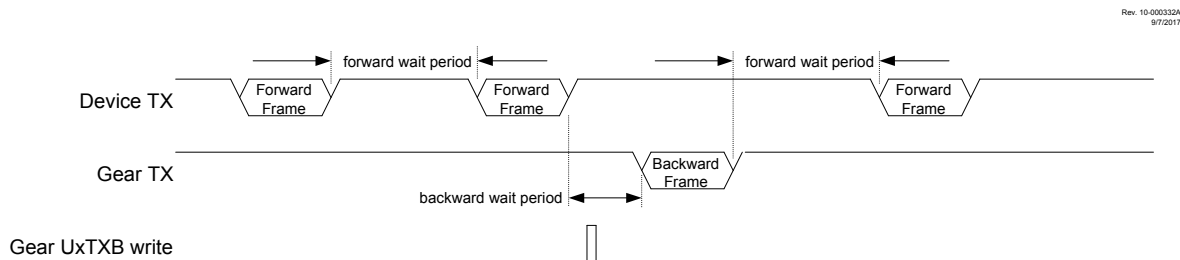 Rev. 10-000332A
9/7/2017
forward wait period
forward wait period
Device TX
Forward
Frame
Forward
Frame
Forward
Frame
Gear TX
Backward
Frame
backward wait period
Gear UxTXB write